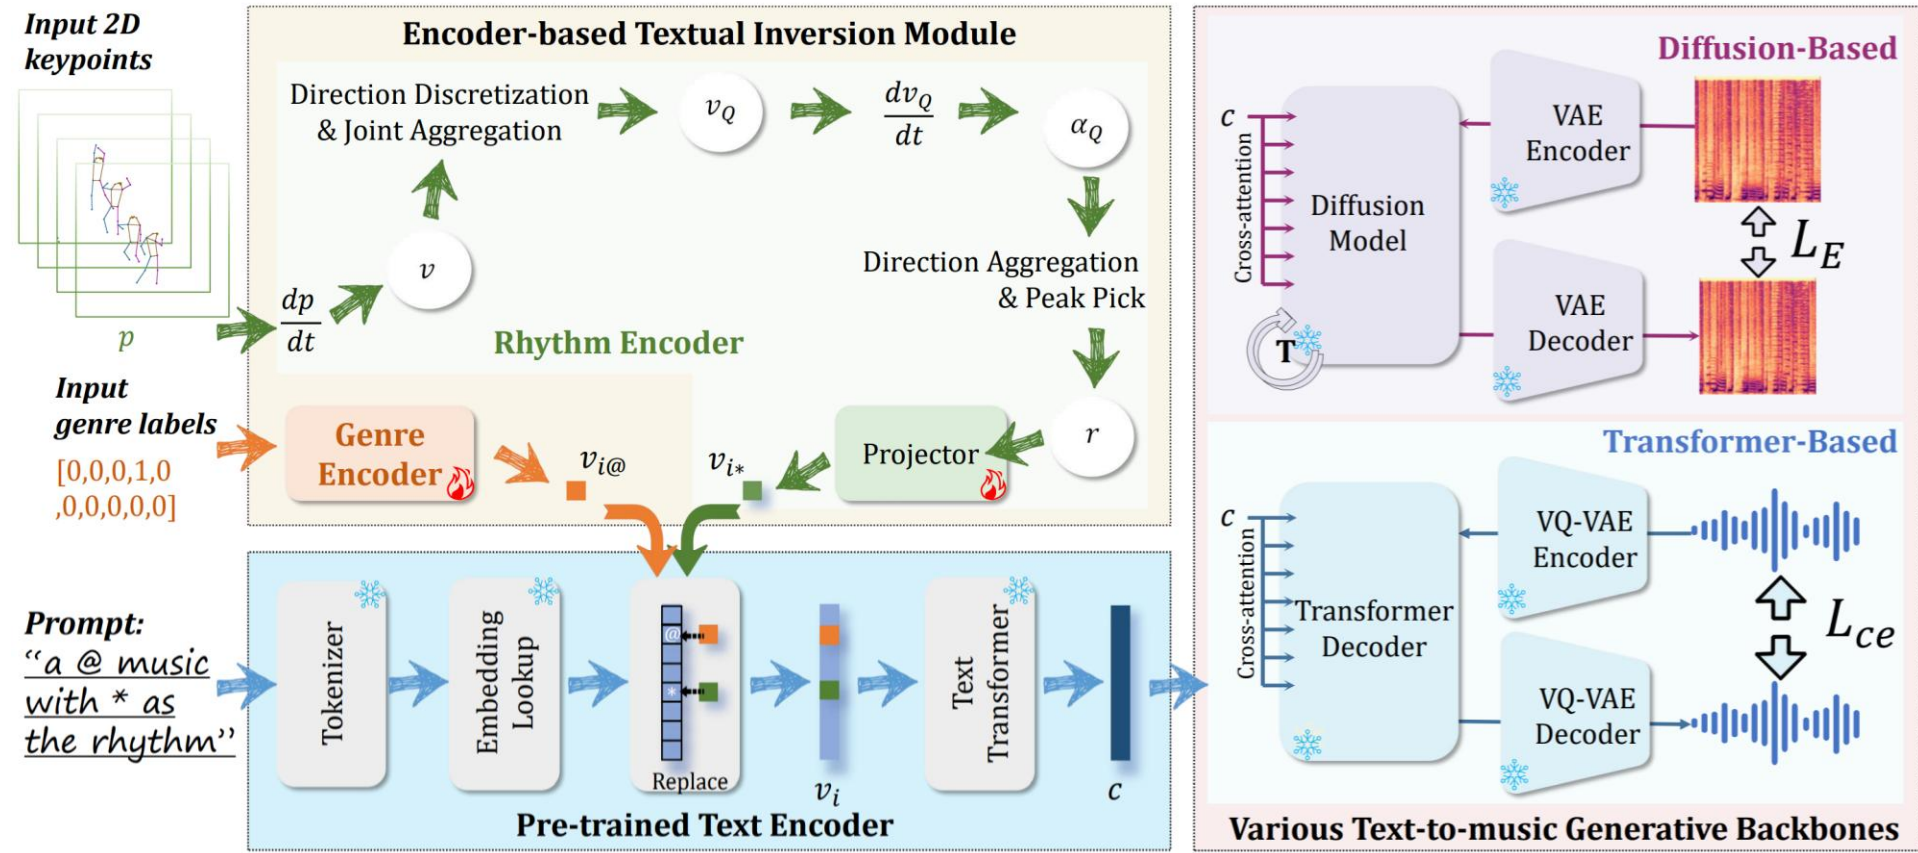 Input 2D
keypoints
p
Input
genre labels
[0,0,0,1,0
,0,0,0,0,0]
Prompt:
“a @ music
with * as
the rhythm”
Encoder-based Textual Inversion Module
Direction Discretization
& Joint Aggregation
v_Q
dv_Q
dt
α_Q
v
dp
dt
Direction Aggregation
& Peak Pick
Rhythm Encoder
r
Genre
Encoder
v_{i@}
v_{i*}
Projector
Tokenizer
Embedding
Lookup
@
*
Replace
v_i
Text
Transformer
c
Pre-trained Text Encoder
Diffusion-Based
c
Cross-attention
Diffusion
Model
T
VAE
Encoder
VAE
Decoder
L_E
Transformer-Based
c
Cross-attention
Transformer
Decoder
VQ-VAE
Encoder
VQ-VAE
Decoder
L_{ce}
Various Text-to-music Generative Backbones